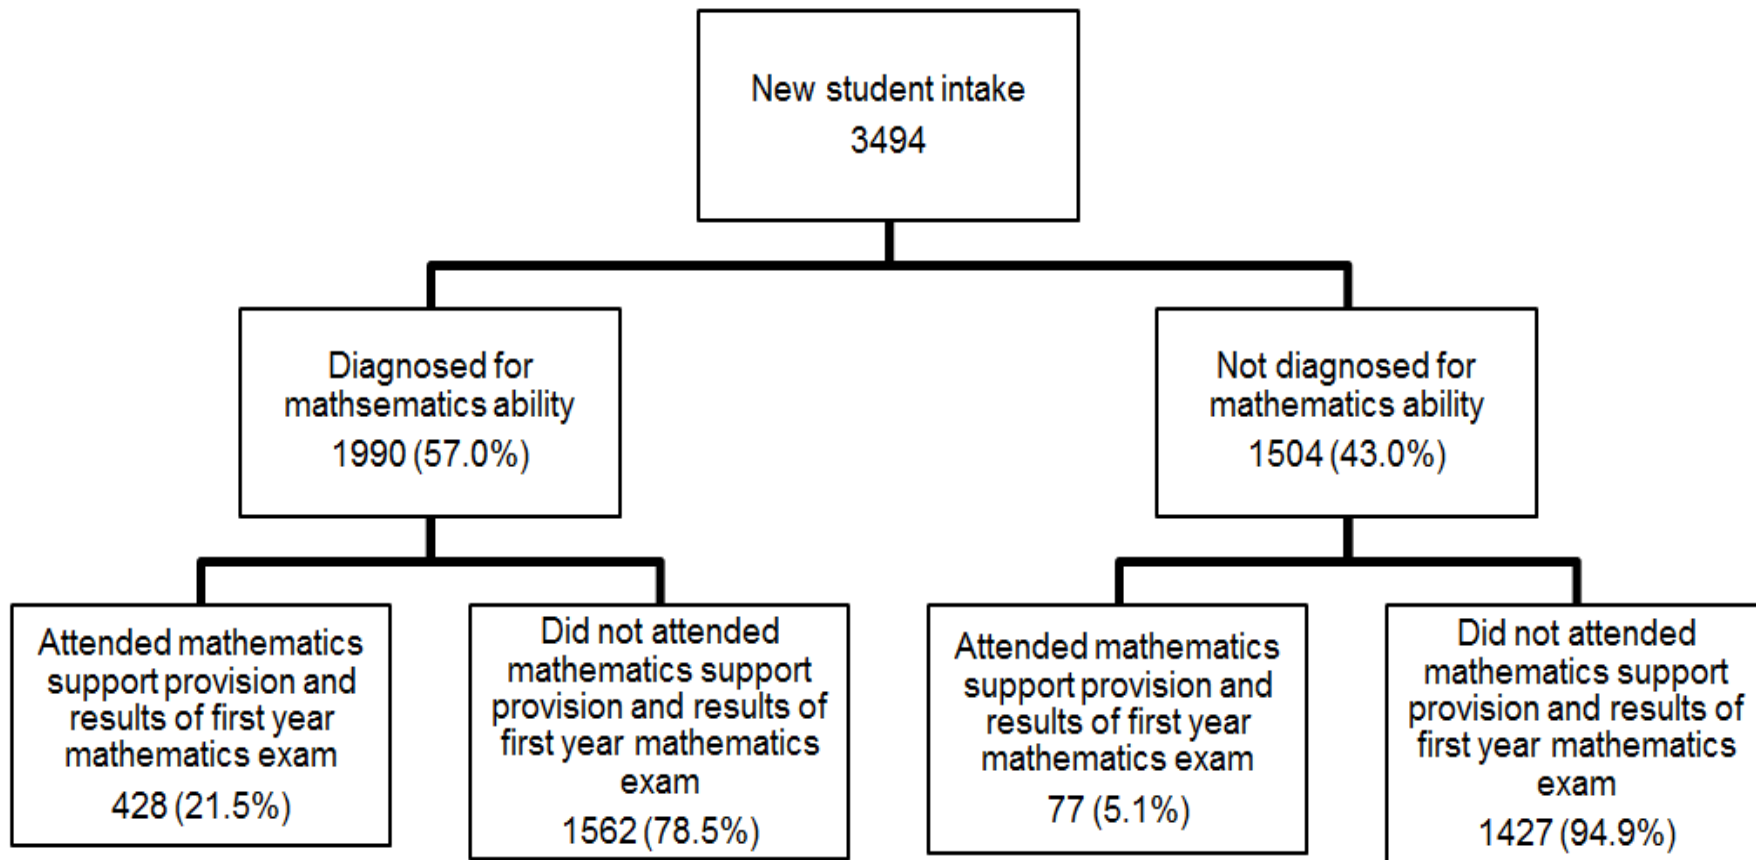 New student intake
3494
Diagnosed for
mathsematics ability
1990 (57.0%)
Not diagnosed for
mathematics ability
1504 (43.0%)
Attended mathematics
support provision and
results of first year
mathematics exam
428 (21.5%)
Did not attended
mathematics support
provision and results of
first year mathematics
exam
1562 (78.5%)
Attended mathematics
support provision and
results of first year
mathematics exam
77 (5.1%)
Did not attended
mathematics support
provision and results of
first year mathematics
exam
1427 (94.9%)